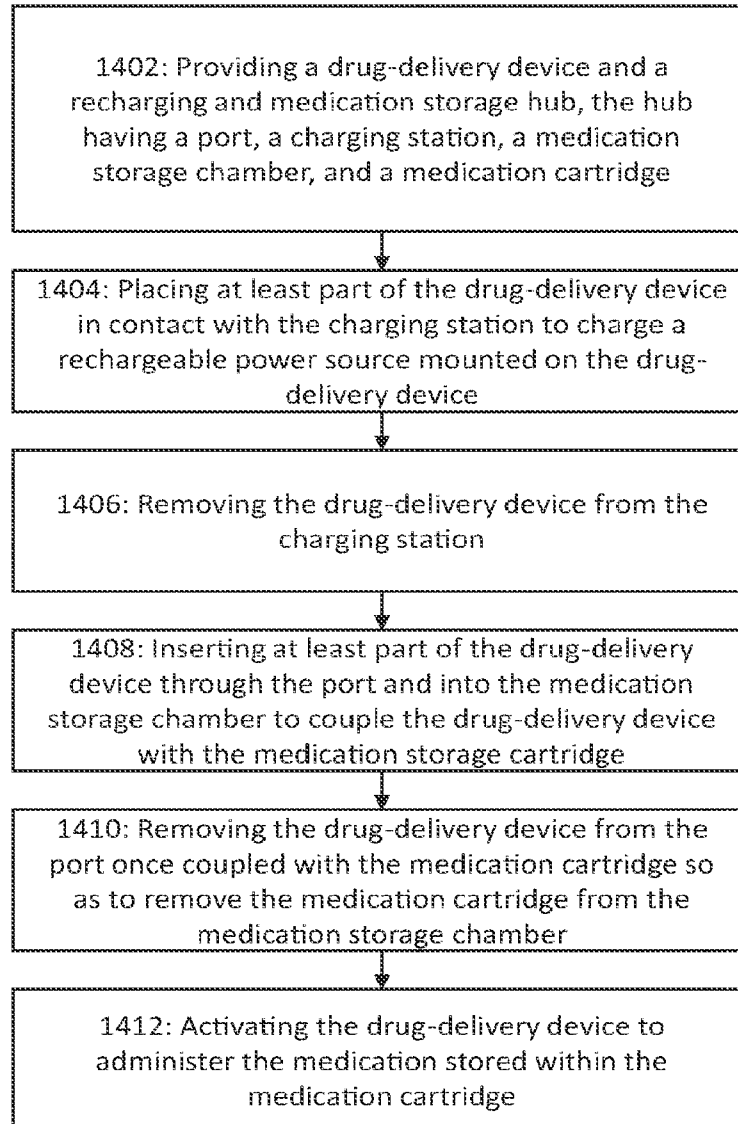 1402: Providing a drug-delivery device and a
recharging and medication storage hub, the hub
having a port, a charging station, a medication
storage chamber, and a medication cartridge
1404: Placing at least part of the drug-delivery device
in contact with the charging station to charge a
rechargeable power source mounted on the drug-
delivery device
1406: Removing the drug-delivery device from the
charging station
1408: Inserting at least part of the drug-delivery
device through the port and into the medication
storage chamber to couple the drug-delivery device
with the medication storage cartridge
1410: Removing the drug-delivery device from the
port once coupled with the medication cartridge so
as to remove the medication cartridge from the
medication storage chamber
1412: Activating the drug-delivery device to
administer the medication stored within the
medication cartridge